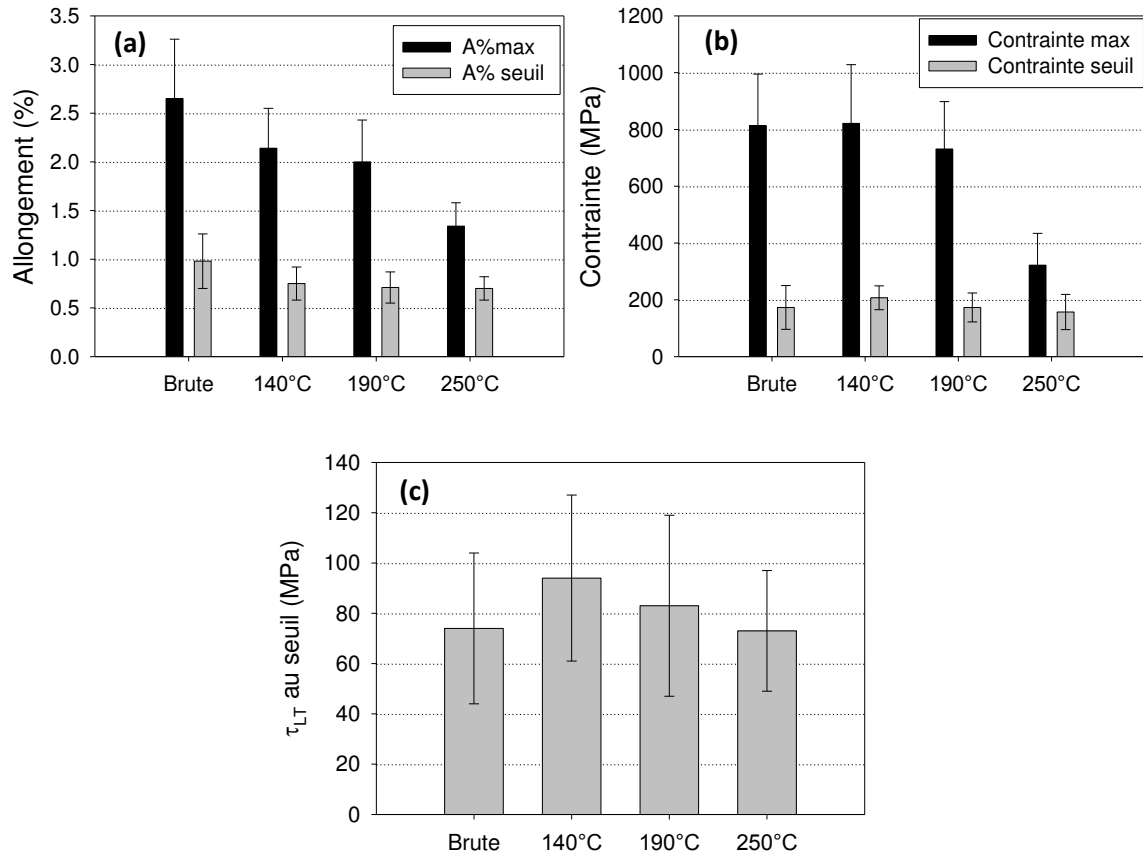 (a)
A%max
A% seuil
Allongement (%)
3.5
3.0
2.5
2.0
1.5
1.0
0.5
0.0
Brute 140°C 190°C 250°C
(b)
Contrainte max
Contrainte seuil
Contrainte (MPa)
1200
1000
800
600
400
200
0
Brute 140°C 190°C 250°C
(c)
τLT au seuil (MPa)
140
120
100
80
60
40
20
0
Brute 140°C 190°C 250°C